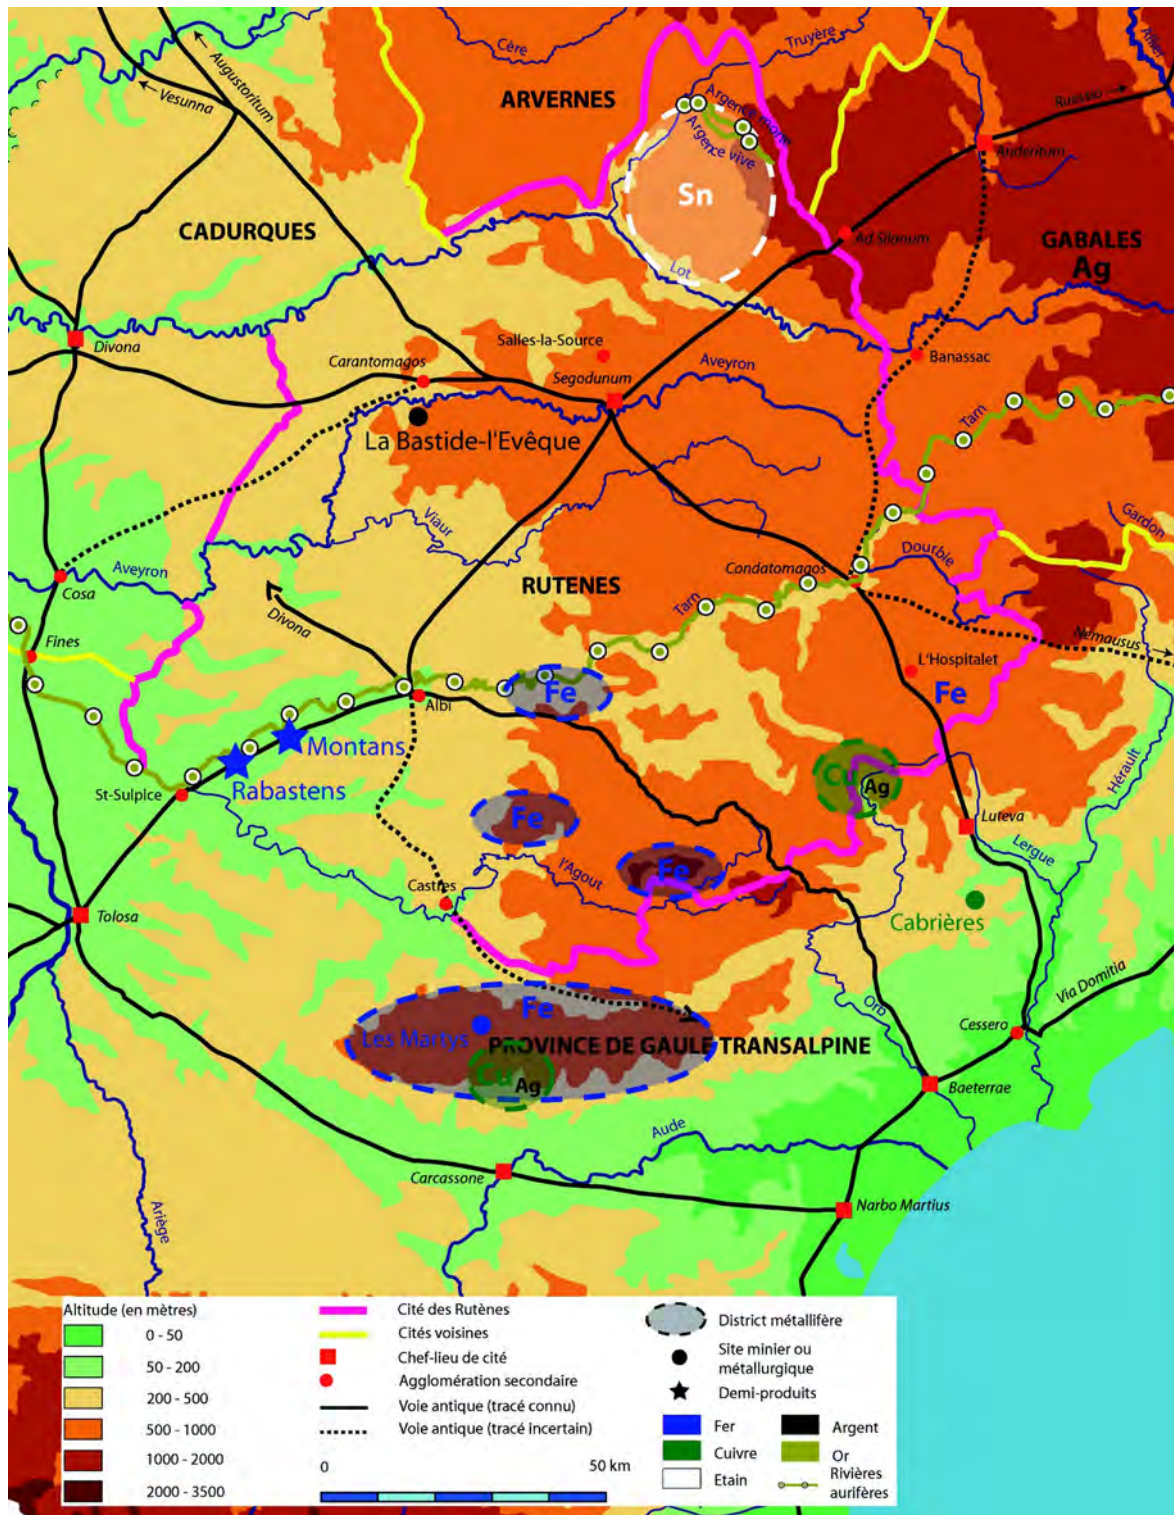 Cère
Truyère
Allier
← Augustoritum
← Vesunna
ARVERNES
Ruessio →
Argence morte
Argence vive
Anderitum
Sn
CADURQUES
Ad Silanum
GABALES
Ag
Lot
Divona
Salles-la-Source
Carantomagos
Segodunum
Aveyron
Banassac
La Bastide-l'Evêque
Tarn
Viaur
Gardon
Dourbie
Aveyron
RUTENES
Condatomagos
Cosa
Divona
Tarn
Nemausus →
Fines
L'Hospitalet
Fe
Fe
Albi
Montans
Hérault
Cu
Ag
Rabastens
St-Sulpice
Fe
Luteva
Lergue
Fe
l'Agout
Castres
Tolosa
Cabrières
Via Domitia
Orb
Fe
Les Martys
PROVINCE DE GAULE TRANSALPINE
Cessero
Cu
Ag
Baeterrae
Aude
Carcassone
Narbo Martius
Ariège
Altitude (en mètres)
0 - 50
50 - 200
200 - 500
500 - 1000
1000 - 2000
2000 - 3500
Cité des Rutènes
Cités voisines
Chef-lieu de cité
Agglomération secondaire
Voie antique (tracé connu)
Voie antique (tracé incertain)
0 50 km
District métallifère
Site minier ou
métallurgique
Demi-produits
Fer
Argent
Cuivre
Or
Etain
Rivières
aurifères